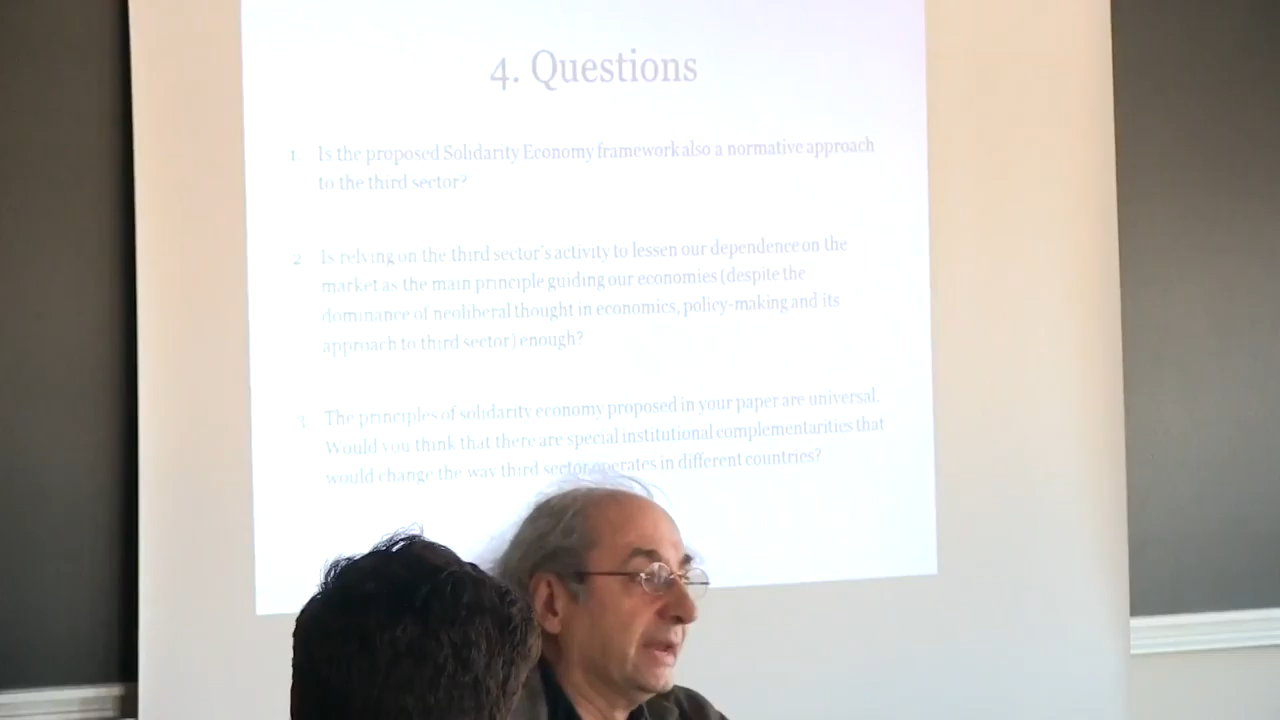 4. Questions
1 Is the proposed Solidarity Economy framework also a normative approach
to the third sector?
2 Is relying on the third sector's activity to lessen our dependence on the
market as the main principle guiding our economies (despite the
dominance of neoliberal thought in economics, policy-making and its
approach to third sector) enough?
3 The principles of solidarity economy proposed in your paper are universal.
Would you think that there are special institutional complementarities that
would change the way third sector operates in different countries?